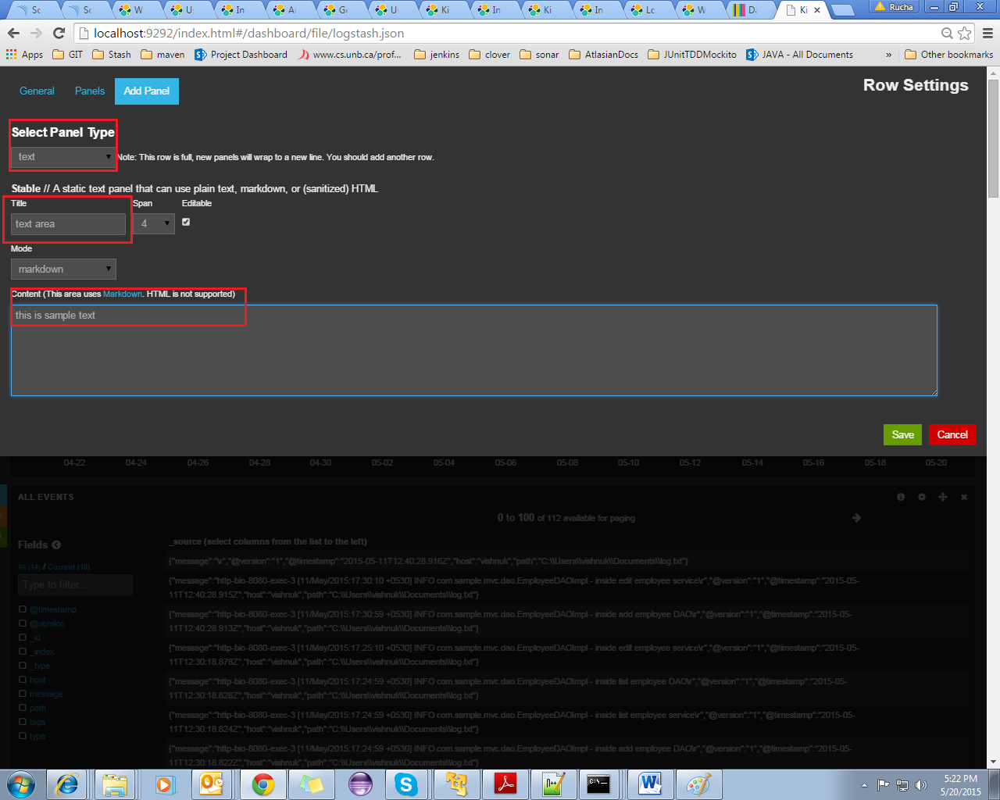 Sc Sc W U: In A Ge U: Ki In Ki In Lc W Da Ki Rucha
localhost:9292/index.html#/dashboard/file/logstash.json
Apps GIT Stash maven Project Dashboard www.cs.unb.ca/prof... jenkins clover sonar AtlasianDocs JUnitTDDMockito JAVA - All Documents » Other bookmarks
General Panels Add Panel Row Settings
Select Panel Type
text Note: This row is full, new panels will wrap to a new line. You should add another row.
Stable // A static text panel that can use plain text, markdown, or (sanitized) HTML
Title Span Editable
text area 4
Mode
markdown
Content (This area uses Markdown. HTML is not supported)
this is sample text
Save Cancel
04-22 04-24 04-26 04-28 04-30 05-02 05-04 05-06 05-08 05-10 05-12 05-14 05-16 05-18 05-20
ALL EVENTS
0 to 100 of 112 available for paging
Fields
_source (select columns from the list to the left)
All (14) / Current (10)
Type to filter...
@timestamp
@version
_id
_index
_type
host
message
path
tags
type
{"message":"\r","@version":"1","@timestamp":"2015-05-11T12:40:28.916Z","host":"vishnuk","path":"C:\\Users\\vishnuk\\Documents\\log.txt"}
{"message":"http-bio-8080-exec-3 [11/May/2015:17:30:10 +0530] INFO com.sample.mvc.dao.EmployeeDAOImpl - inside edit employee service\r","@version":"1","@timestamp":"2015-05-
11T12:40:28.915Z","host":"vishnuk","path":"C:\\Users\\vishnuk\\Documents\\log.txt"}
{"message":"http-bio-8080-exec-3 [11/May/2015:17:30:59 +0530] INFO com.sample.mvc.dao.EmployeeDAOImpl - inside add employee DAO\r","@version":"1","@timestamp":"2015-05-
11T12:40:28.913Z","host":"vishnuk","path":"C:\\Users\\vishnuk\\Documents\\log.txt"}
{"message":"http-bio-8080-exec-3 [11/May/2015:17:25:10 +0530] INFO com.sample.mvc.dao.EmployeeDAOImpl - inside edit employee service\r","@version":"1","@timestamp":"2015-05-
11T12:30:18.878Z","host":"vishnuk","path":"C:\\Users\\vishnuk\\Documents\\log.txt"}
{"message":"http-bio-8080-exec-3 [11/May/2015:17:24:59 +0530] INFO com.sample.mvc.dao.EmployeeDAOImpl - inside list employee DAO\r","@version":"1","@timestamp":"2015-05-
11T12:30:18.828Z","host":"vishnuk","path":"C:\\Users\\vishnuk\\Documents\\log.txt"}
{"message":"http-bio-8080-exec-3 [11/May/2015:17:24:59 +0530] INFO com.sample.mvc.dao.EmployeeDAOImpl - inside list employee service\r","@version":"1","@timestamp":"2015-05-
11T12:30:18.824Z","host":"vishnuk","path":"C:\\Users\\vishnuk\\Documents\\log.txt"}
{"message":"http-bio-8080-exec-3 [11/May/2015:17:24:59 +0530] INFO com.sample.mvc.dao.EmployeeDAOImpl - inside add employee DAO\r","@version":"1","@timestamp":"2015-05-
11T12:30:18.822Z","host":"vishnuk","path":"C:\\Users\\vishnuk\\Documents\\log.txt"}
5:22 PM
5/20/2015